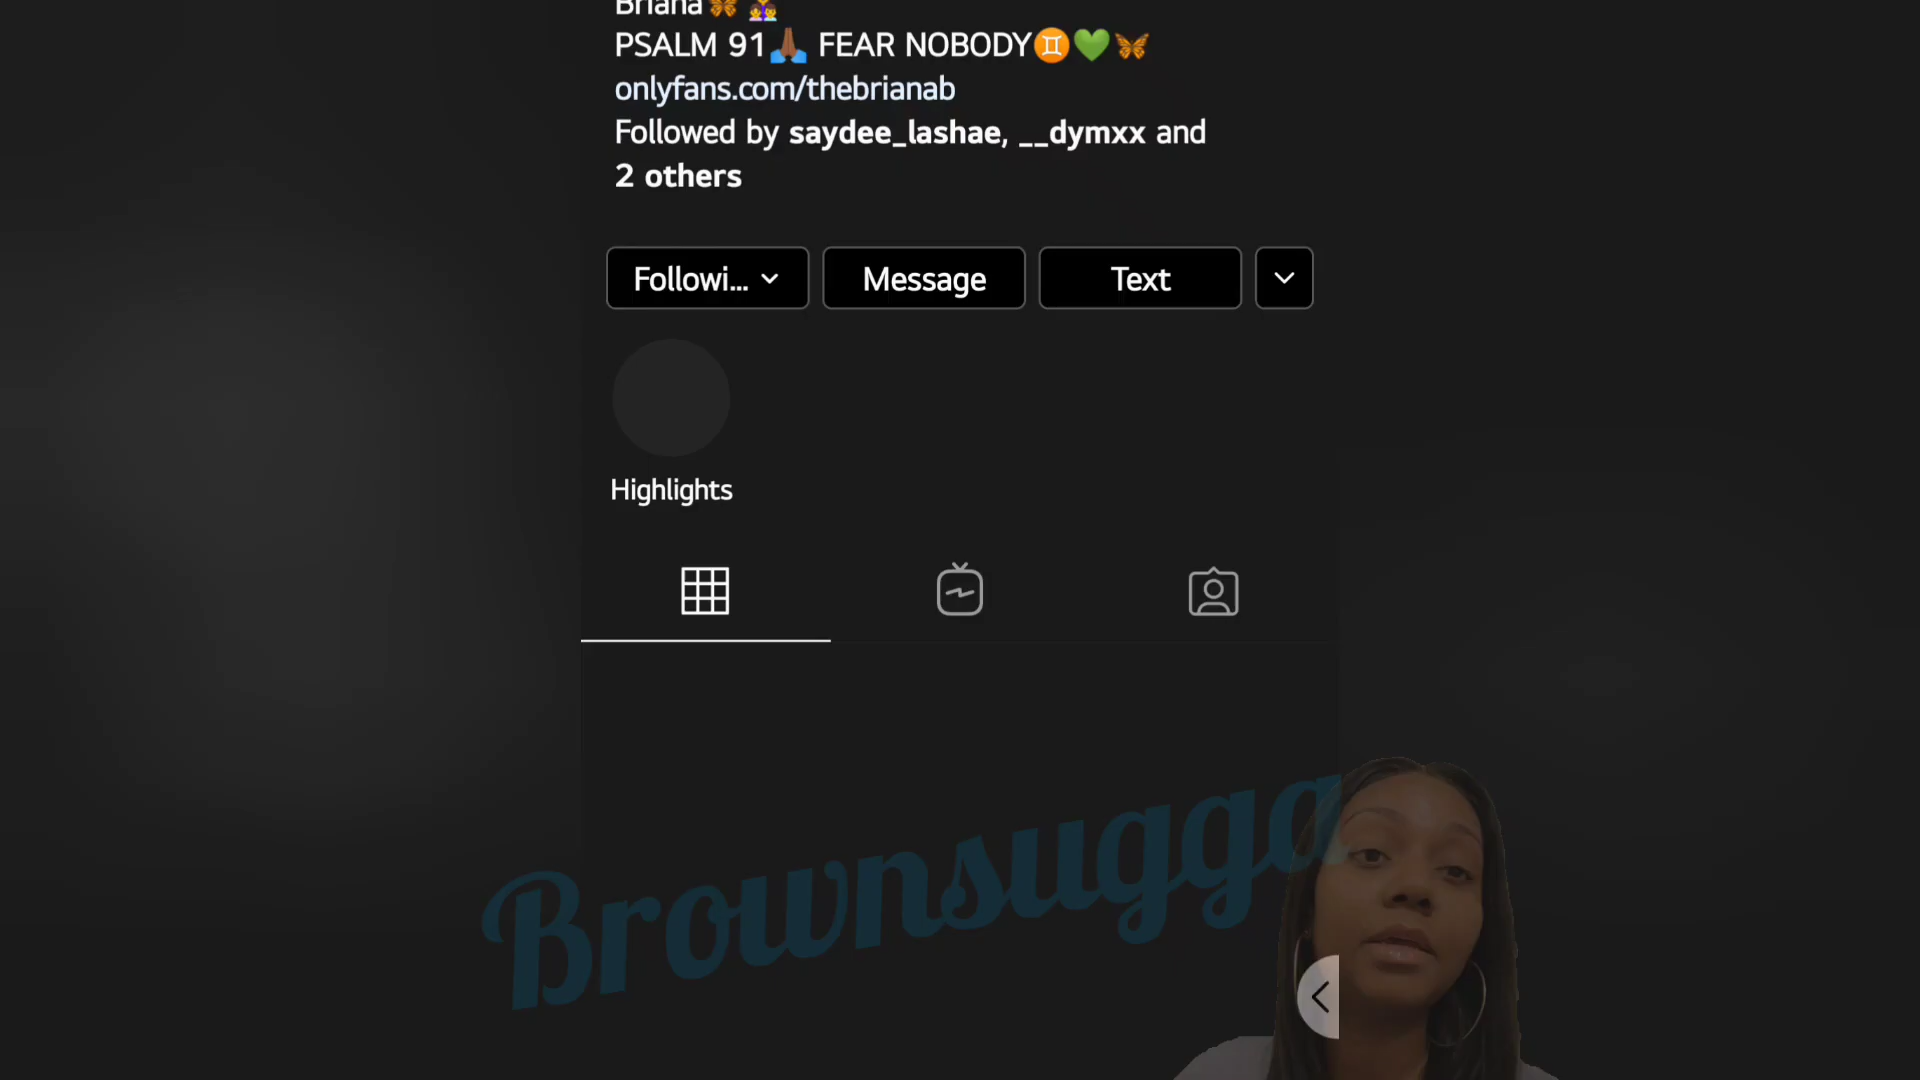 Briana🦋👩‍❤️‍👩
PSALM 91🙏🏾 FEAR NOBODY♊💚🦋
onlyfans.com/thebrianab
Followed by saydee_lashae, __dymxx and
2 others
Followi... Message Text
Highlights
Brownsugga